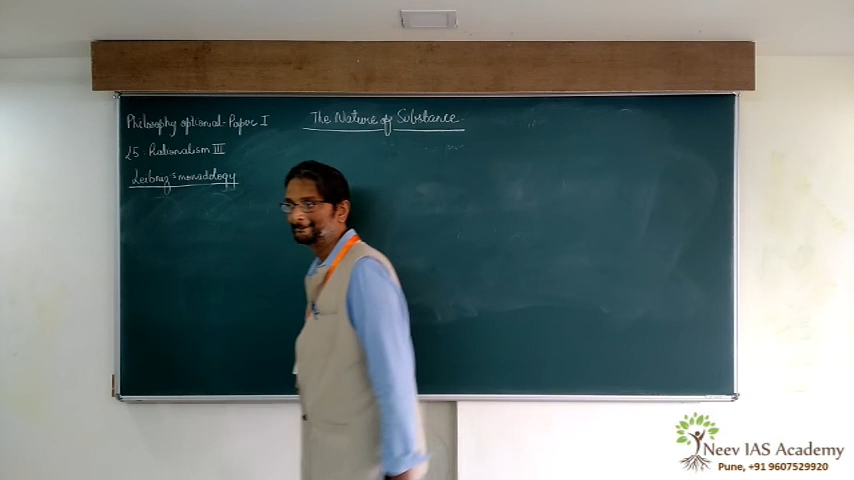 Philosophy optional-Paper I
The Nature of Substance
L5: Rationalism III
Leibniz's monadology
Neev IAS Academy
Pune, +91 9607529920